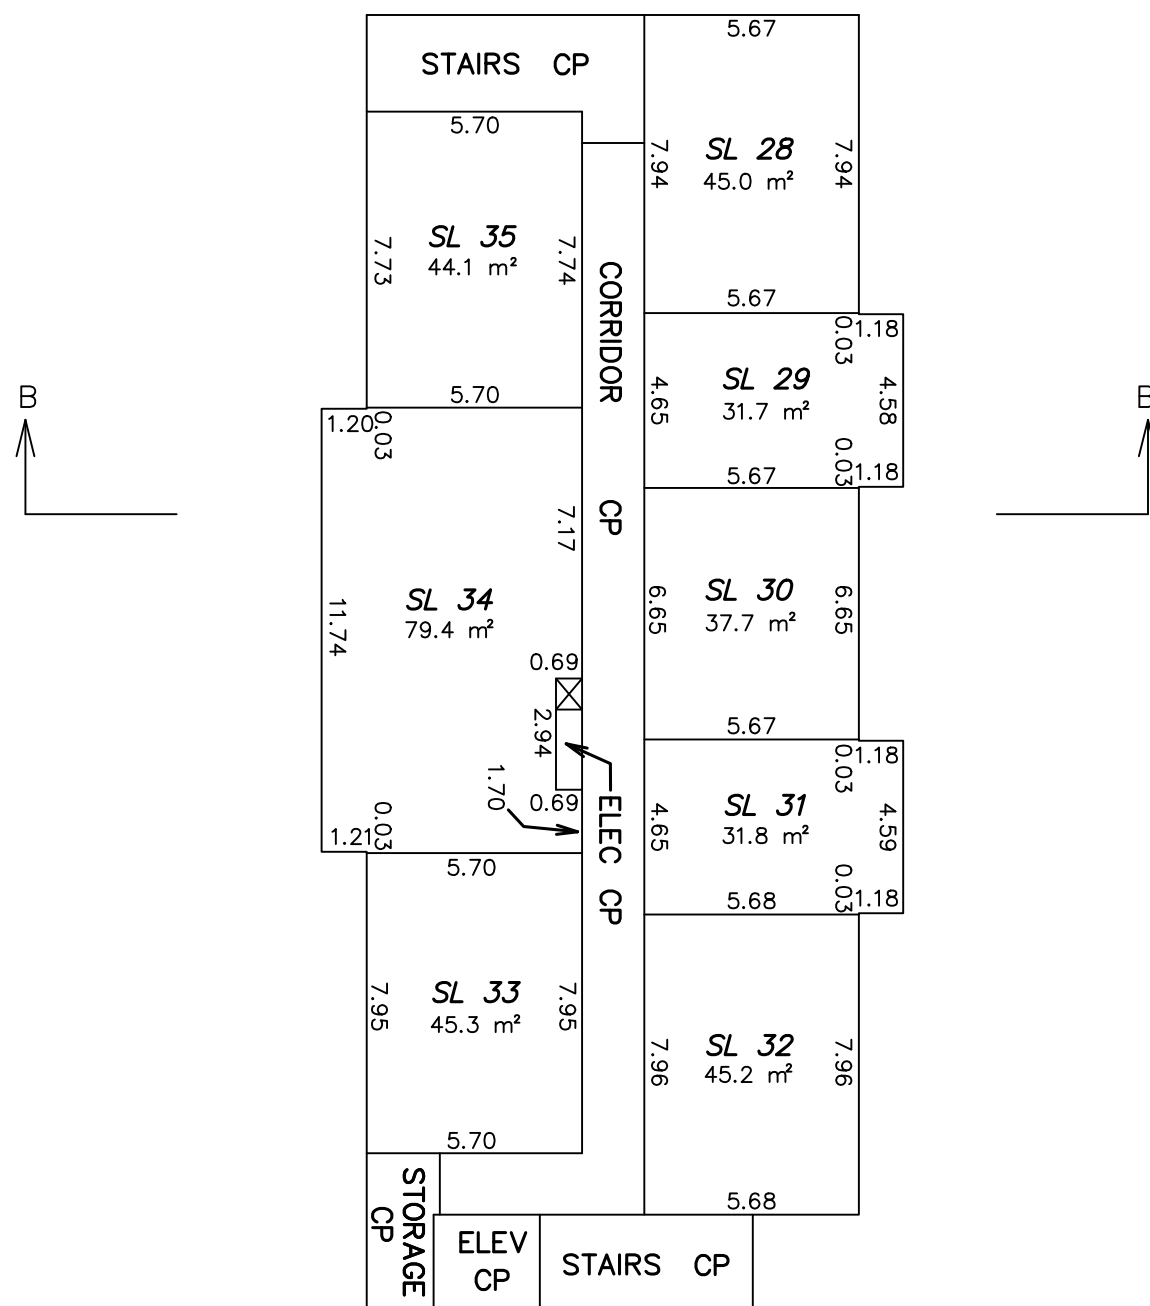 5.67
STAIRS CP
5.70
7.94
SL 28
45.0 m²
7.94
7.73
SL 35
44.1 m²
7.74
CORRIDOR CP
5.67
0.03
1.18
5.70
4.65
SL 29
31.7 m²
4.58
B
B
1.20
0.03
0.03
1.18
5.67
7.17
11.74
SL 34
79.4 m²
6.65
SL 30
37.7 m²
6.65
0.69
2.94
5.67
0.03
1.18
1.70
0.69
ELEC CP
4.65
SL 31
31.8 m²
4.59
1.21
0.03
5.70
0.03
1.18
5.68
7.95
SL 33
45.3 m²
7.95
7.96
SL 32
45.2 m²
7.96
5.70
5.68
STORAGE
CP
ELEV
CP
STAIRS CP